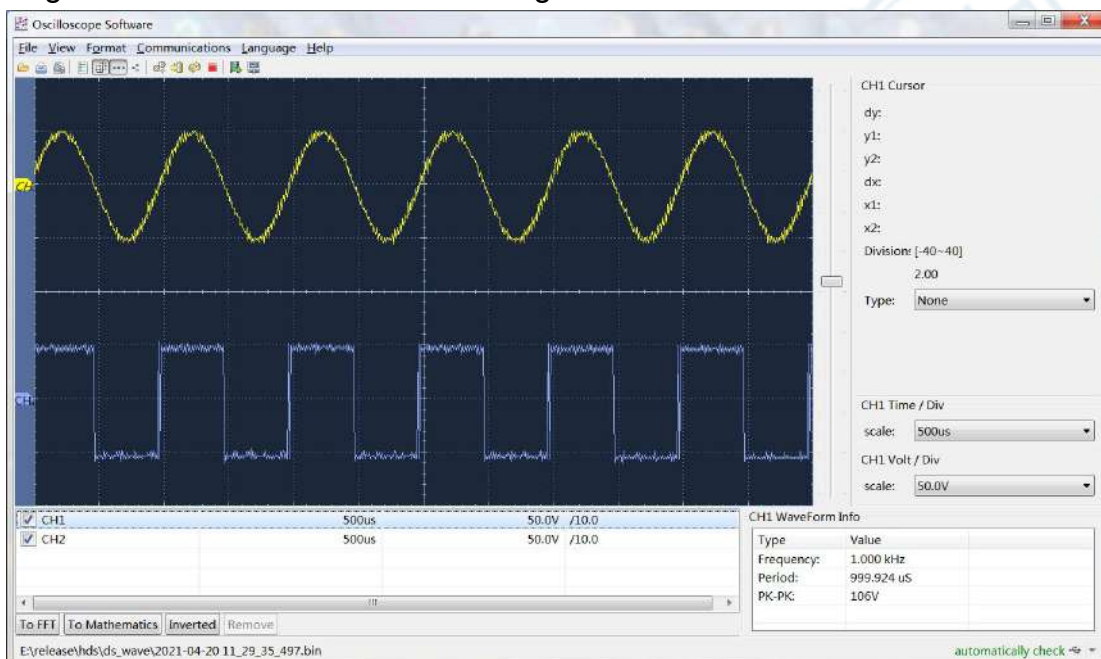 Oscilloscope Software
File View Format Communications Language Help
CH1 Cursor
dy:
y1:
y2:
dx:
x1:
x2:
Division: [-40~40]
2.00
Type: None
CH1 Time / Div
scale: 500us
CH1 Volt / Div
scale: 50.0V
CH1 500us 50.0V /10.0
CH2 500us 50.0V /10.0
CH1 WaveForm Info
Type Value
Frequency: 1.000 kHz
Period: 999.924 uS
PK-PK: 106V
To FFT To Mathematics Inverted Remove
E:\release\hds\ds_wave\2021-04-20 11_29_35_497.bin
automatically check